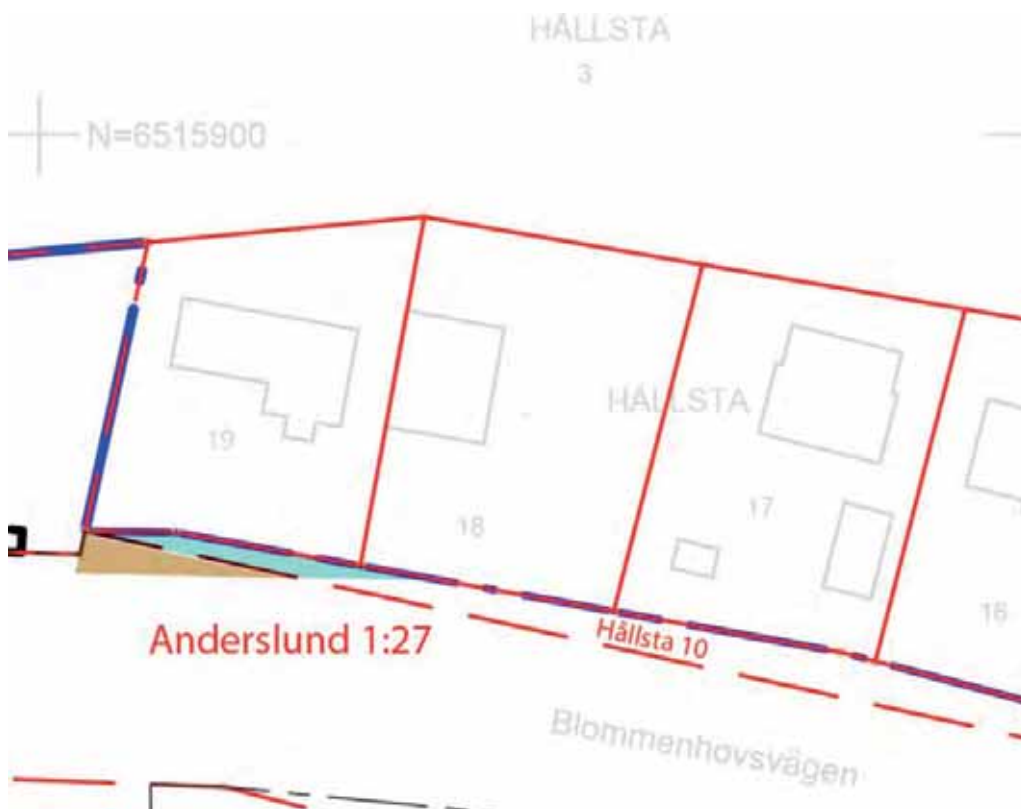 HÅLLSTA
3
N=6515900
HÅLLSTA
19
18
17
16
Anderslund 1:27
Hållsta 10
Blommenhovsvägen